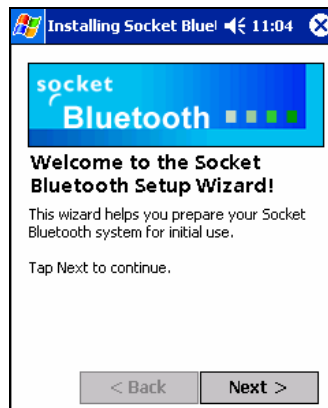 Installing Socket Bluet 11:04
socket
Bluetooth
Welcome to the Socket
Bluetooth Setup Wizard!
This wizard helps you prepare your Socket
Bluetooth system for initial use.
Tap Next to continue.
< Back Next >